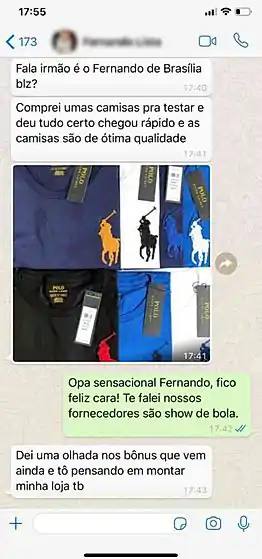 17:55
173
Fala irmão é o Fernando de Brasília
blz?
17:40
Comprei umas camisas pra testar e
deu tudo certo chegou rápido e as
camisas são de ótima qualidade
17:41
POLO
POLO
POLO
17:41
Opa sensacional Fernando, fico
feliz cara! Te falei nossos
fornecedores são show de bola.
17:42
Dei uma olhada nos bônus que vem
ainda e tô pensando em montar
minha loja tb
17:43